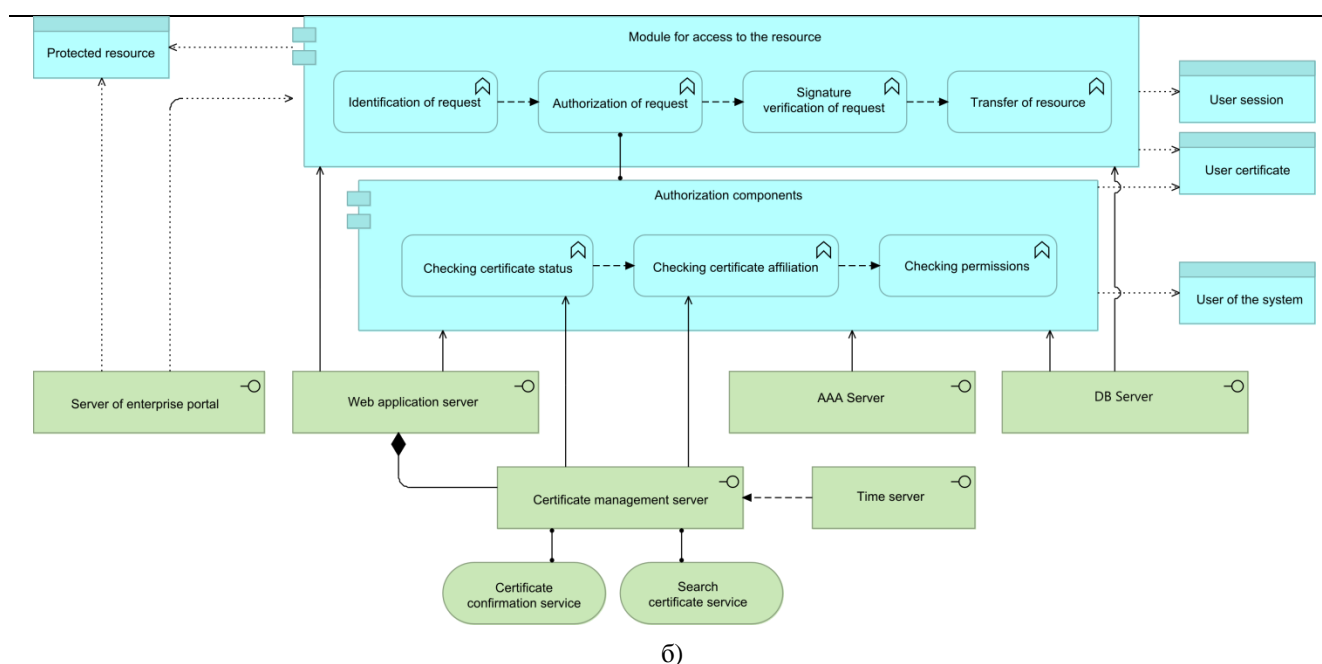 Protected resource
Module for access to the resource
Identification of request
Authorization of request
Signature
verification of request
Transfer of resource
User session
User certificate
Authorization components
Checking certificate status
Checking certificate affiliation
Checking permissions
User of the system
Server of enterprise portal
Web application server
AAA Server
DB Server
Certificate management server
Time server
Certificate
confirmation service
Search
certificate service
б)